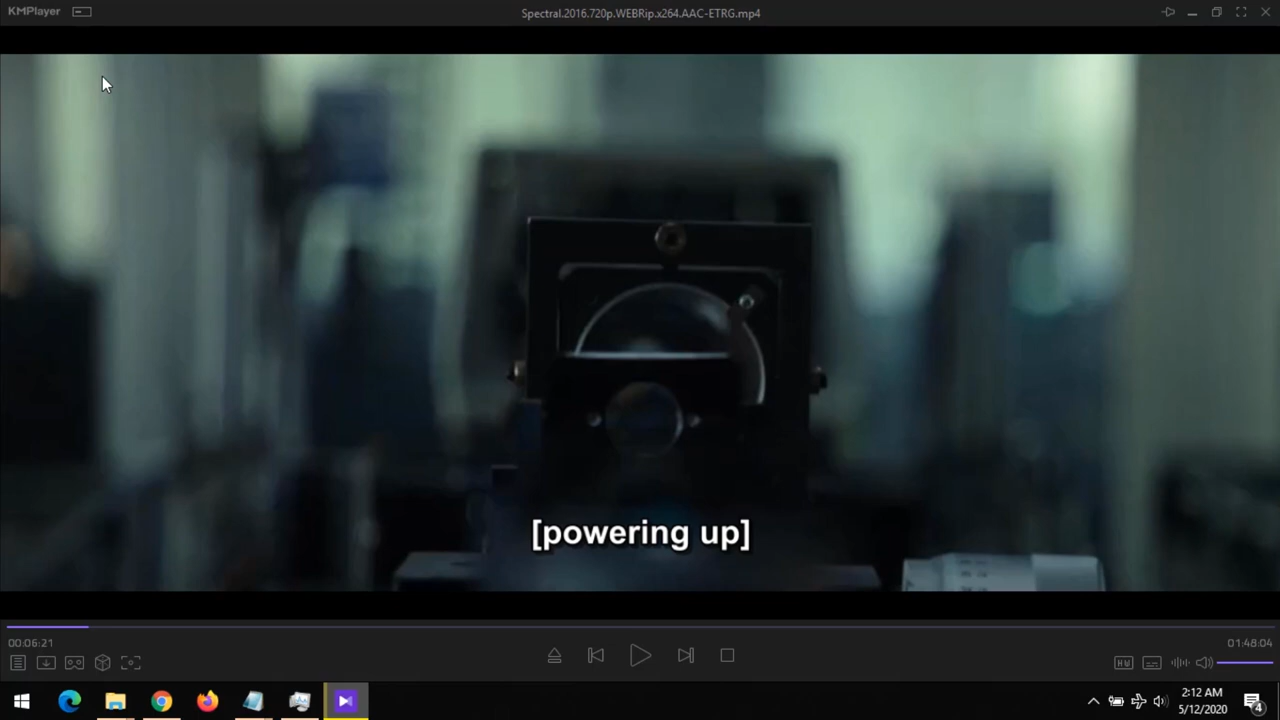 KMPlayer
Spectral.2016.720p.WEBRip.x264.AAC-ETRG.mp4
[powering up]
00:06:21
01:48:04
HW
2:12 AM
5/12/2020
4